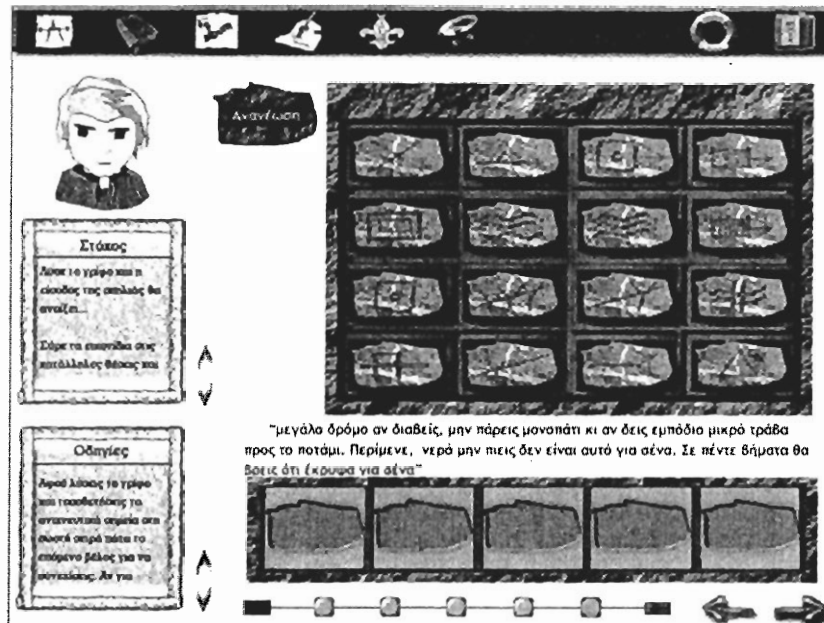 Ανανέωση
Στόχος
Λύσε το γρίφο και η
είσοδος της σπηλιάς θα
ανοίξει...
Σύρε τα εικονίδια στις
κατάλληλες θέσεις και
"μεγάλο δρόμο αν διαβείς, μην πάρεις μονοπάτι κι αν δεις εμπόδιο μικρό τράβα
προς το ποτάμι. Περίμενε, νερό μην πιεις δεν είναι αυτό για σένα. Σε πέντε βήματα θα
βρεις ότι έκρυψα για σένα"
Οδηγίες
Αφού λύσεις το γρίφο
και τοποθετήσεις τα
ανιχνευτικά σημεία στη
σωστή σειρά πάτα το
επόμενο βέλος για να
συνεχίσεις. Αν για